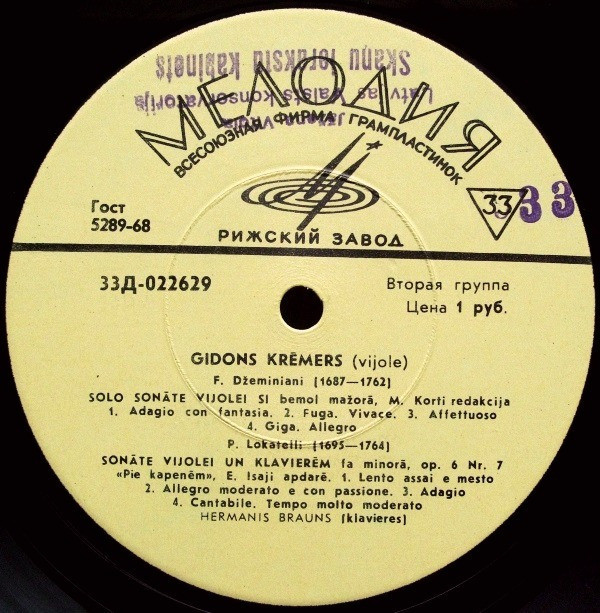 Skaņu ierakstu kabinets
Latvijas Valsts konservatorija
МЕЛОДИЯ
ВСЕСОЮЗНАЯ ФИРМА ГРАМПЛАСТИНОК
33
33
Гост
5289-68
РИЖСКИЙ ЗАВОД
33Д-022629
Вторая группа
Цена 1 руб.
GIDONS KRĒMERS (vijole)
F. Džeminiani [1687—1762]
SOLO SONĀTE VIJOLEI SI bemol mažorā, M. Korti redakcija
1. Adagio con fantasia. 2. Fuga. Vivace. 3. Affettuoso
4. Giga. Allegro
P. Lokatelli [1695—1764]
SONĀTE VIJOLEI UN KLAVIERĒM fa minorā, op. 6 Nr. 7
«Pie kapenēm», E. Isaji apdarē. 1. Lento assai e mesto
2. Allegro moderato e con passione. 3. Adagio
4. Cantabile. Tempo molto moderato
HERMANIS BRAUNS [klavieres]